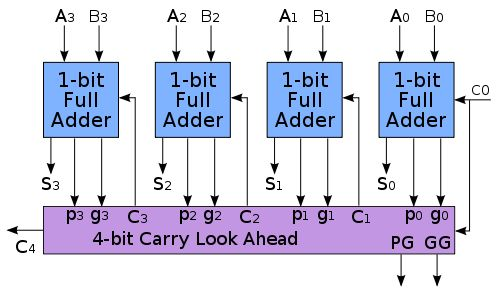 A3 B3 A2 B2 A1 B1 A0 B0
1-bit Full Adder
1-bit Full Adder
1-bit Full Adder
1-bit Full Adder
C0
S3 S2 S1 S0
p3 g3 C3 p2 g2 C2 p1 g1 C1 p0 g0
4-bit Carry Look Ahead
PG GG
C4